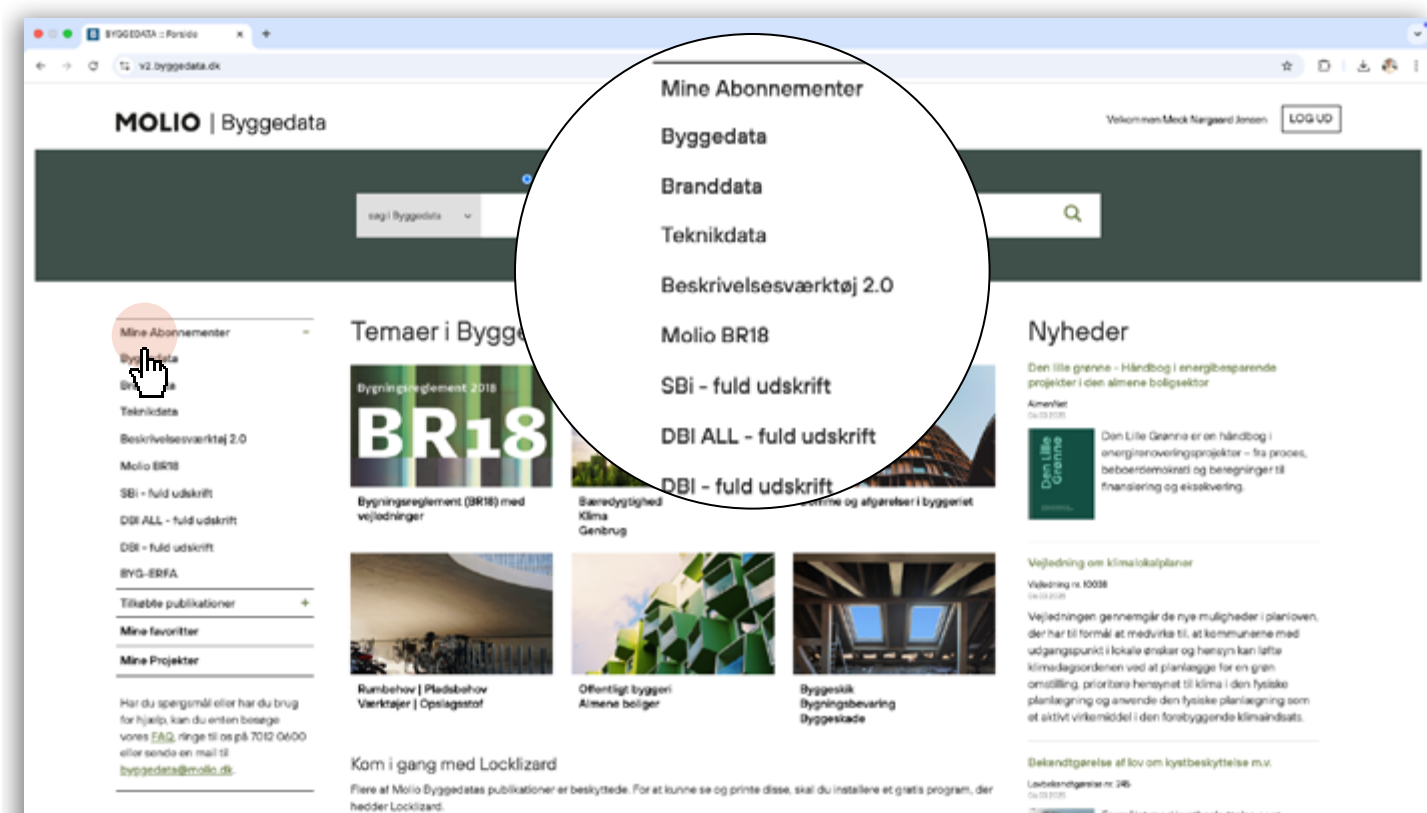 BYGGEDATA :: Forside
v2.byggedata.dk
MOLIO | Byggedata
Velkommen Meck Nørgaard Jensen
LOG UD
søg i Byggedata
Mine Abonnementer
Byggedata
Branddata
Teknikdata
Beskrivelsesværktøj 2.0
Molio BR18
SBi - fuld udskrift
DBI ALL - fuld udskrift
DBI - fuld udskrift
Mine Abonnementer
Teknikdata
Beskrivelsesværktøj 2.0
Molio BR18
SBi - fuld udskrift
DBI ALL - fuld udskrift
DBI - fuld udskrift
BYG-ERFA
Tilkøbte publikationer
Mine favoritter
Mine Projekter
Har du spørgsmål eller har du brug
for hjælp, kan du enten besøge
vores FAQ, ringe til os på 7012 0600
eller sende en mail til
byggedata@molio.dk.
Temaer i Bygge
Bygningsreglement 2018
BR18
Bygningsreglement (BR18) med
vejledninger
Bæredygtighed
Klima
Genbrug
og afgørelser i byggeriet
Rumbehov | Pladsbehov
Værktøjer | Opslagsstof
Offentligt byggeri
Almene boliger
Byggeskik
Bygningsbevaring
Byggeskade
Kom i gang med Locklizard
Flere af Molio Byggedatas publikationer er beskyttede. For at kunne se og printe disse, skal du installere et gratis program, der
hedder Locklizard.
Nyheder
Den lille grønne - Håndbog i energibesparende
projekter i den almene boligsektor
AlmenNet
Den Lille
Grønne
Den Lille Grønne er en håndbog i
energirenoveringsprojekter – fra proces,
beboerdemokrati og beregninger til
finansiering og eksekvering.
Vejledning om klimalokalplaner
Vejledning nr. 10038
Vejledningen gennemgår de nye muligheder i planloven,
der har til formål at medvirke til, at kommunerne med
udgangspunkt i lokale ønsker og hensyn kan løfte
klimadagsordenen ved at planlægge for en grøn
omstilling, prioritere hensynet til klima i den fysiske
planlægning og anvende den fysiske planlægning som
et aktivt virkemiddel i den forebyggende klimaindsats.
Bekendtgørelse af lov om kystbeskyttelse m.v.
Lovbekendtgørelse nr. 245